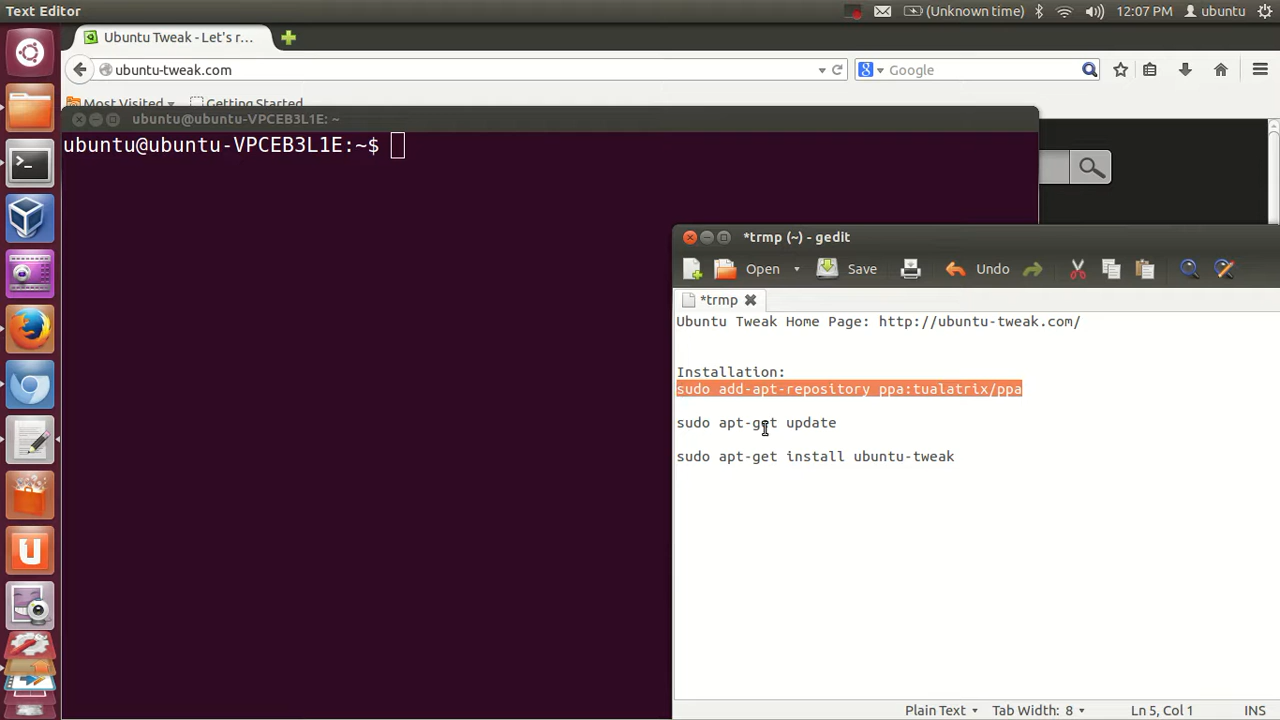 Text Editor
(Unknown time)
12:07 PM
ubuntu
Ubuntu Tweak - Let's r...
ubuntu-tweak.com
Google
Most Visited
Getting Started
ubuntu@ubuntu-VPCEB3L1E: ~
ubuntu@ubuntu-VPCEB3L1E:~$
*trmp (~) - gedit
Open
Save
Undo
*trmp
Ubuntu Tweak Home Page: http://ubuntu-tweak.com/
Installation:
sudo add-apt-repository ppa:tualatrix/ppa
sudo apt-get update
sudo apt-get install ubuntu-tweak
Plain Text
Tab Width: 8
Ln 5, Col 1
INS